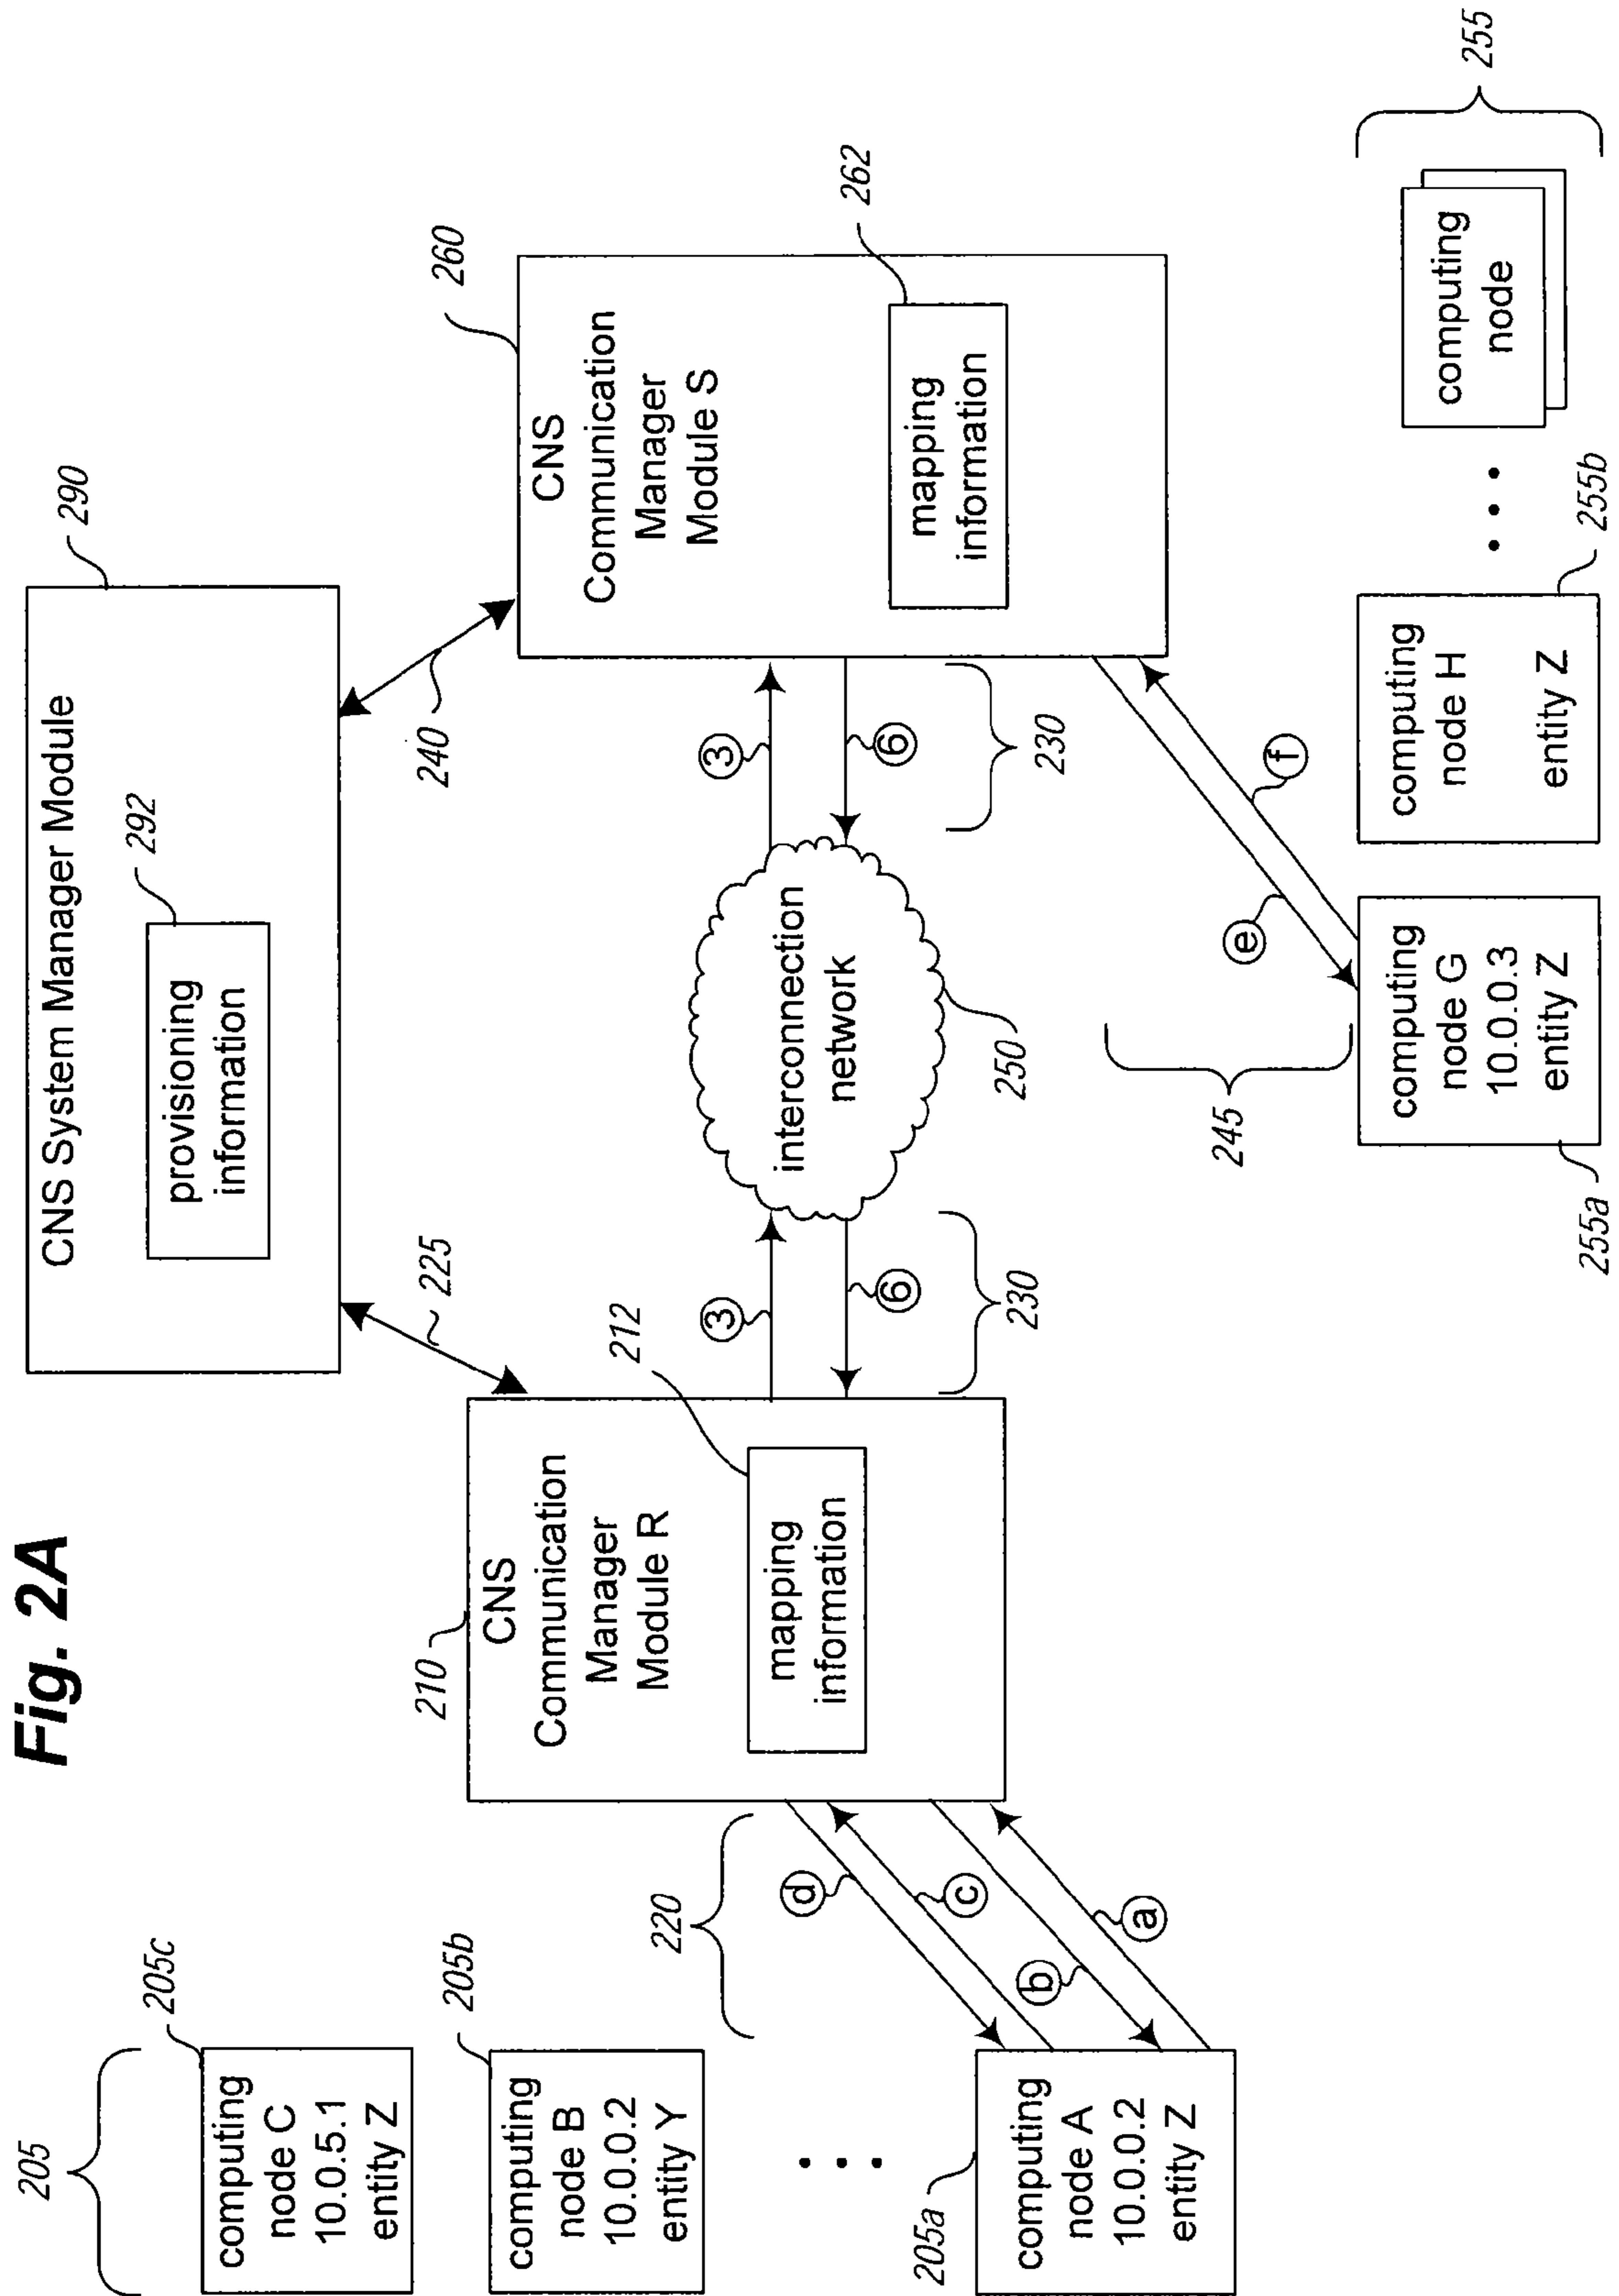 Fig. 2A
CNS System Manager Module
290
provisioning
information
292
225
240
205
205c
computing
node C
10.0.5.1
entity Z
205b
computing
node B
10.0.0.2
entity Y
205a
computing
node A
10.0.0.2
entity Z
220
d
c
b
a
210
CNS
Communication
Manager
Module R
212
mapping
information
3
6
230
interconnection
network
250
3
6
230
260
CNS
Communication
Manager
Module S
262
mapping
information
245
e
f
255a
computing
node G
10.0.0.3
entity Z
255b
computing
node H
entity Z
computing
node
255